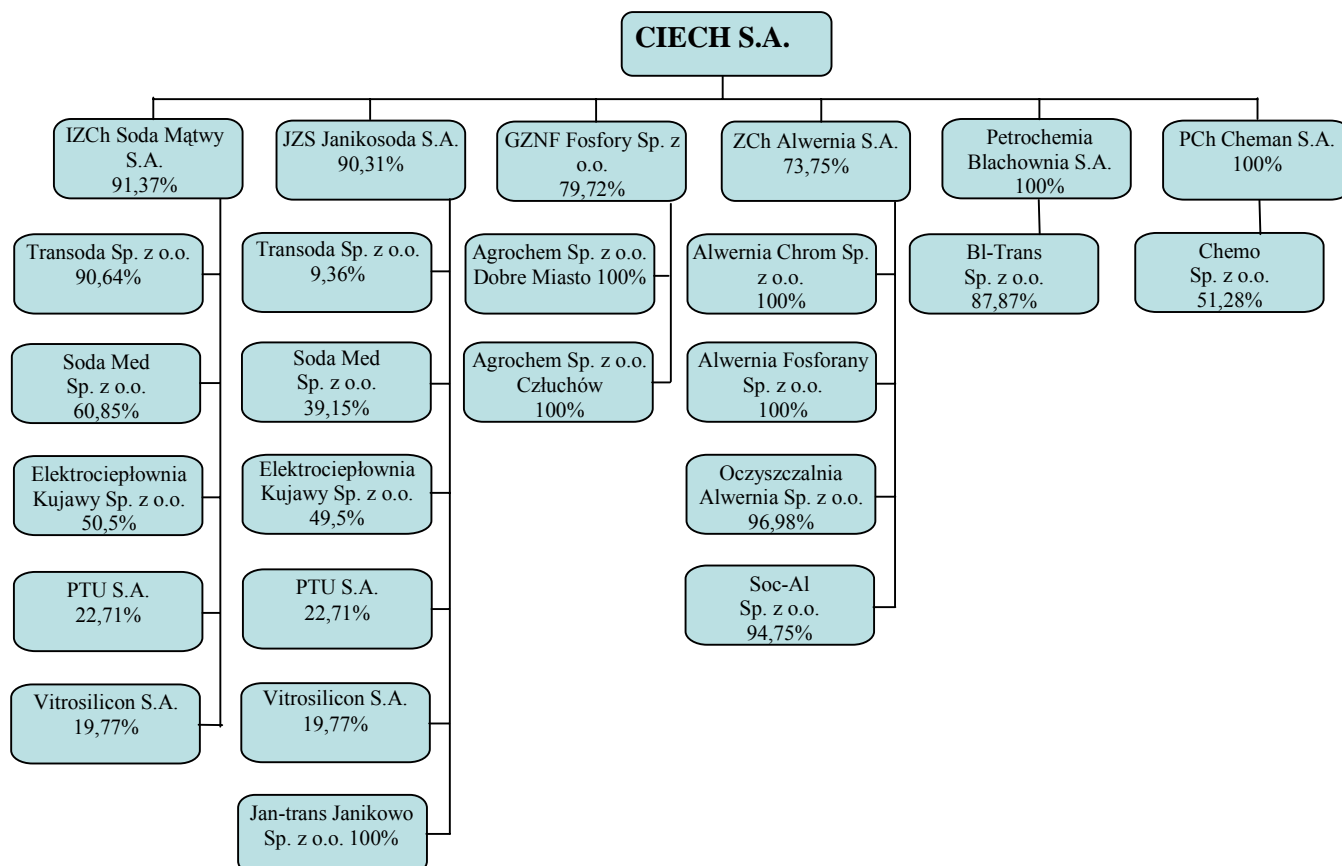 CIECH S.A.
IZCh Soda Mątwy
S.A.
91,37%
JZS Janikosoda S.A.
90,31%
GZNF Fosfory Sp. z
o.o.
79,72%
ZCh Alwernia S.A.
73,75%
Petrochemia
Blachownia S.A.
100%
PCh Cheman S.A.
100%
Transoda Sp. z o.o.
90,64%
Transoda Sp. z o.o.
9,36%
Agrochem Sp. z o.o.
Dobre Miasto 100%
Alwernia Chrom Sp.
z o.o.
100%
Bl-Trans
Sp. z o.o.
87,87%
Chemo
Sp. z o.o.
51,28%
Soda Med
Sp. z o.o.
60,85%
Soda Med
Sp. z o.o.
39,15%
Agrochem Sp. z o.o.
Człuchów
100%
Alwernia Fosforany
Sp. z o.o.
100%
Elektrociepłownia
Kujawy Sp. z o.o.
50,5%
Elektrociepłownia
Kujawy Sp. z o.o.
49,5%
Oczyszczalnia
Alwernia Sp. z o.o.
96,98%
PTU S.A.
22,71%
PTU S.A.
22,71%
Soc-Al
Sp. z o.o.
94,75%
Vitrosilicon S.A.
19,77%
Vitrosilicon S.A.
19,77%
Jan-trans Janikowo
Sp. z o.o. 100%